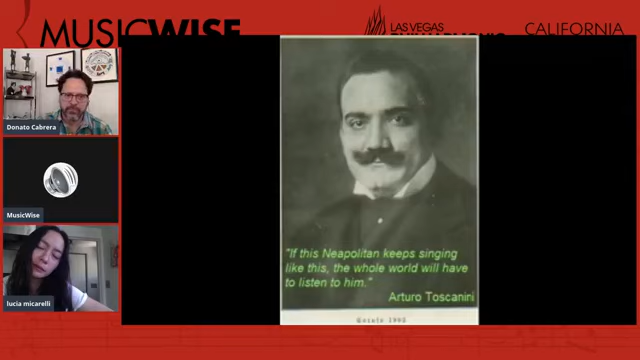 MUSICWISE
LAS VEGAS
PHILHARMONIC
CALIFORNIA
Donato Cabrera
MusicWise
lucia micarelli
"If this Neapolitan keeps singing
like this, the whole world will have
to listen to him."
Arturo Toscanini